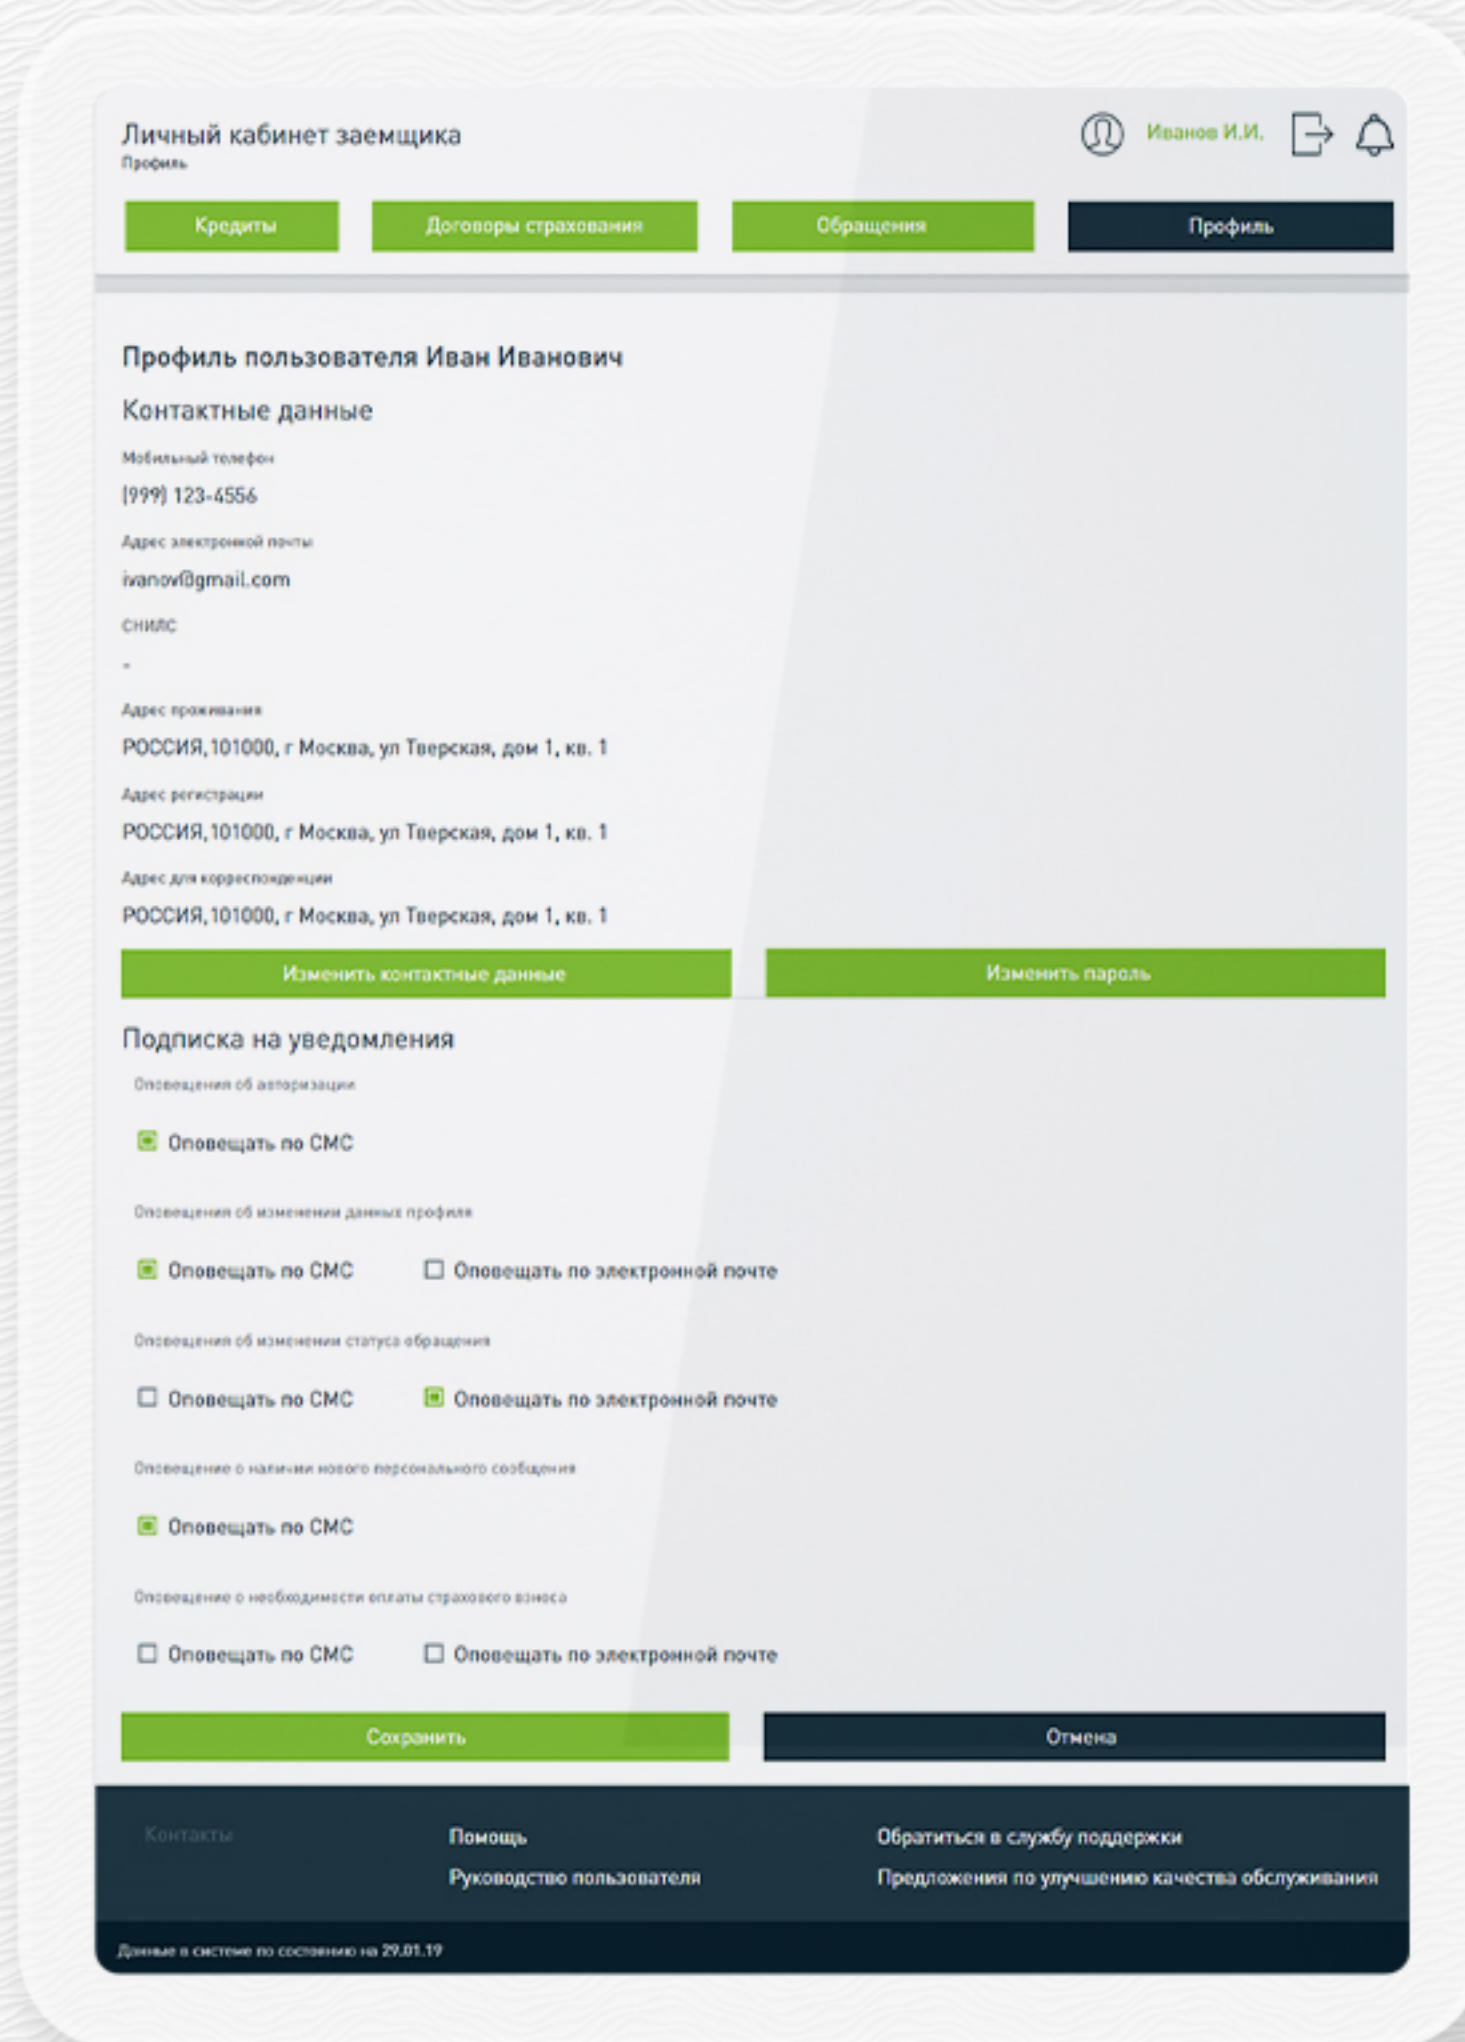 Личный кабинет заемщика
Профиль
Иванов И.И.
Кредиты
Договоры страхования
Обращения
Профиль
Профиль пользователя Иван Иванович
Контактные данные
Мобильный телефон
(999) 123-4556
Адрес электронной почты
ivanov@gmail.com
СНИЛС
-
Адрес проживания
РОССИЯ, 101000, г Москва, ул Тверская, дом 1, кв. 1
Адрес регистрации
РОССИЯ, 101000, г Москва, ул Тверская, дом 1, кв. 1
Адрес для корреспонденции
РОССИЯ, 101000, г Москва, ул Тверская, дом 1, кв. 1
Изменить контактные данные
Изменить пароль
Подписка на уведомления
Оповещения об авторизации
Оповещать по СМС
Оповещения об изменении данных профиля
Оповещать по СМС
Оповещать по электронной почте
Оповещения об изменении статуса обращения
Оповещать по СМС
Оповещать по электронной почте
Оповещение о наличии нового персонального сообщения
Оповещать по СМС
Оповещение о необходимости оплаты страхового взноса
Оповещать по СМС
Оповещать по электронной почте
Сохранить
Отмена
Контакты
Помощь
Обратиться в службу поддержки
Руководство пользователя
Предложения по улучшению качества обслуживания
Данные в системе по состоянию на 29.01.19